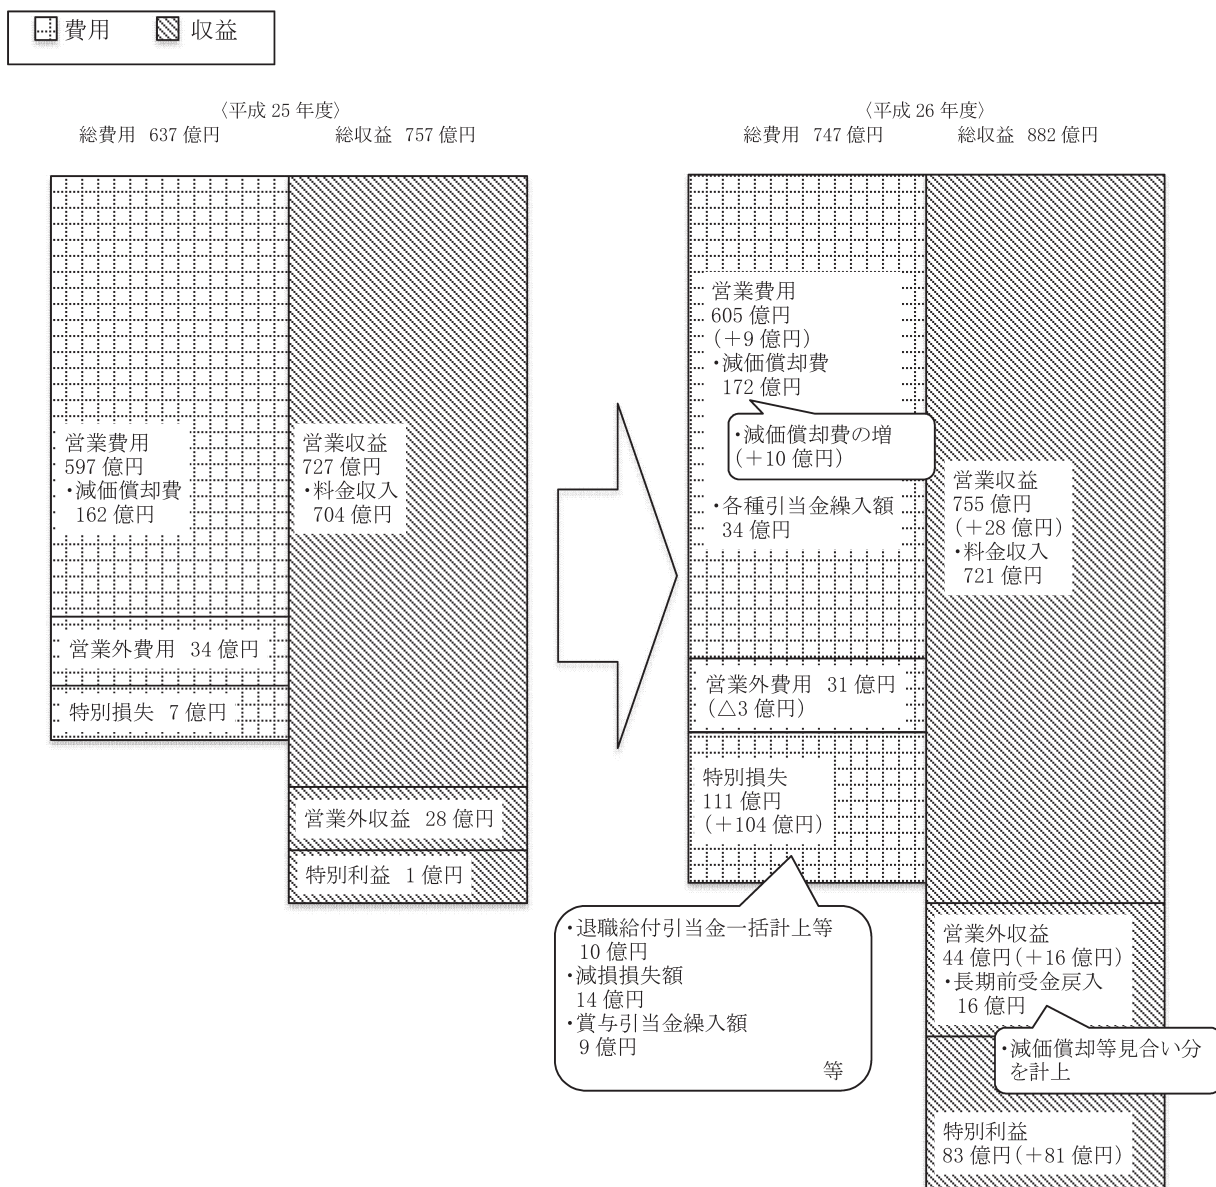 費用 収益
〈平成 25 年度〉
総費用 637 億円 総収益 757 億円
営業費用
597 億円
・減価償却費
162 億円
営業外費用 34 億円
特別損失 7 億円
営業収益
727 億円
・料金収入
704 億円
営業外収益 28 億円
特別利益 1 億円
〈平成 26 年度〉
総費用 747 億円 総収益 882 億円
営業費用
605 億円
(+9 億円)
・減価償却費
172 億円
・減価償却費の増
(+10 億円)
・各種引当金繰入額
34 億円
営業外費用 31 億円
(△3 億円)
特別損失
111 億円
(+104 億円)
・退職給付引当金一括計上等
10 億円
・減損損失額
14 億円
・賞与引当金繰入額
9 億円
等
営業収益
755 億円
(+28 億円)
・料金収入
721 億円
営業外収益
44 億円(+16 億円)
・長期前受金戻入
16 億円
・減価償却等見合い分
を計上
特別利益
83 億円(+81 億円)